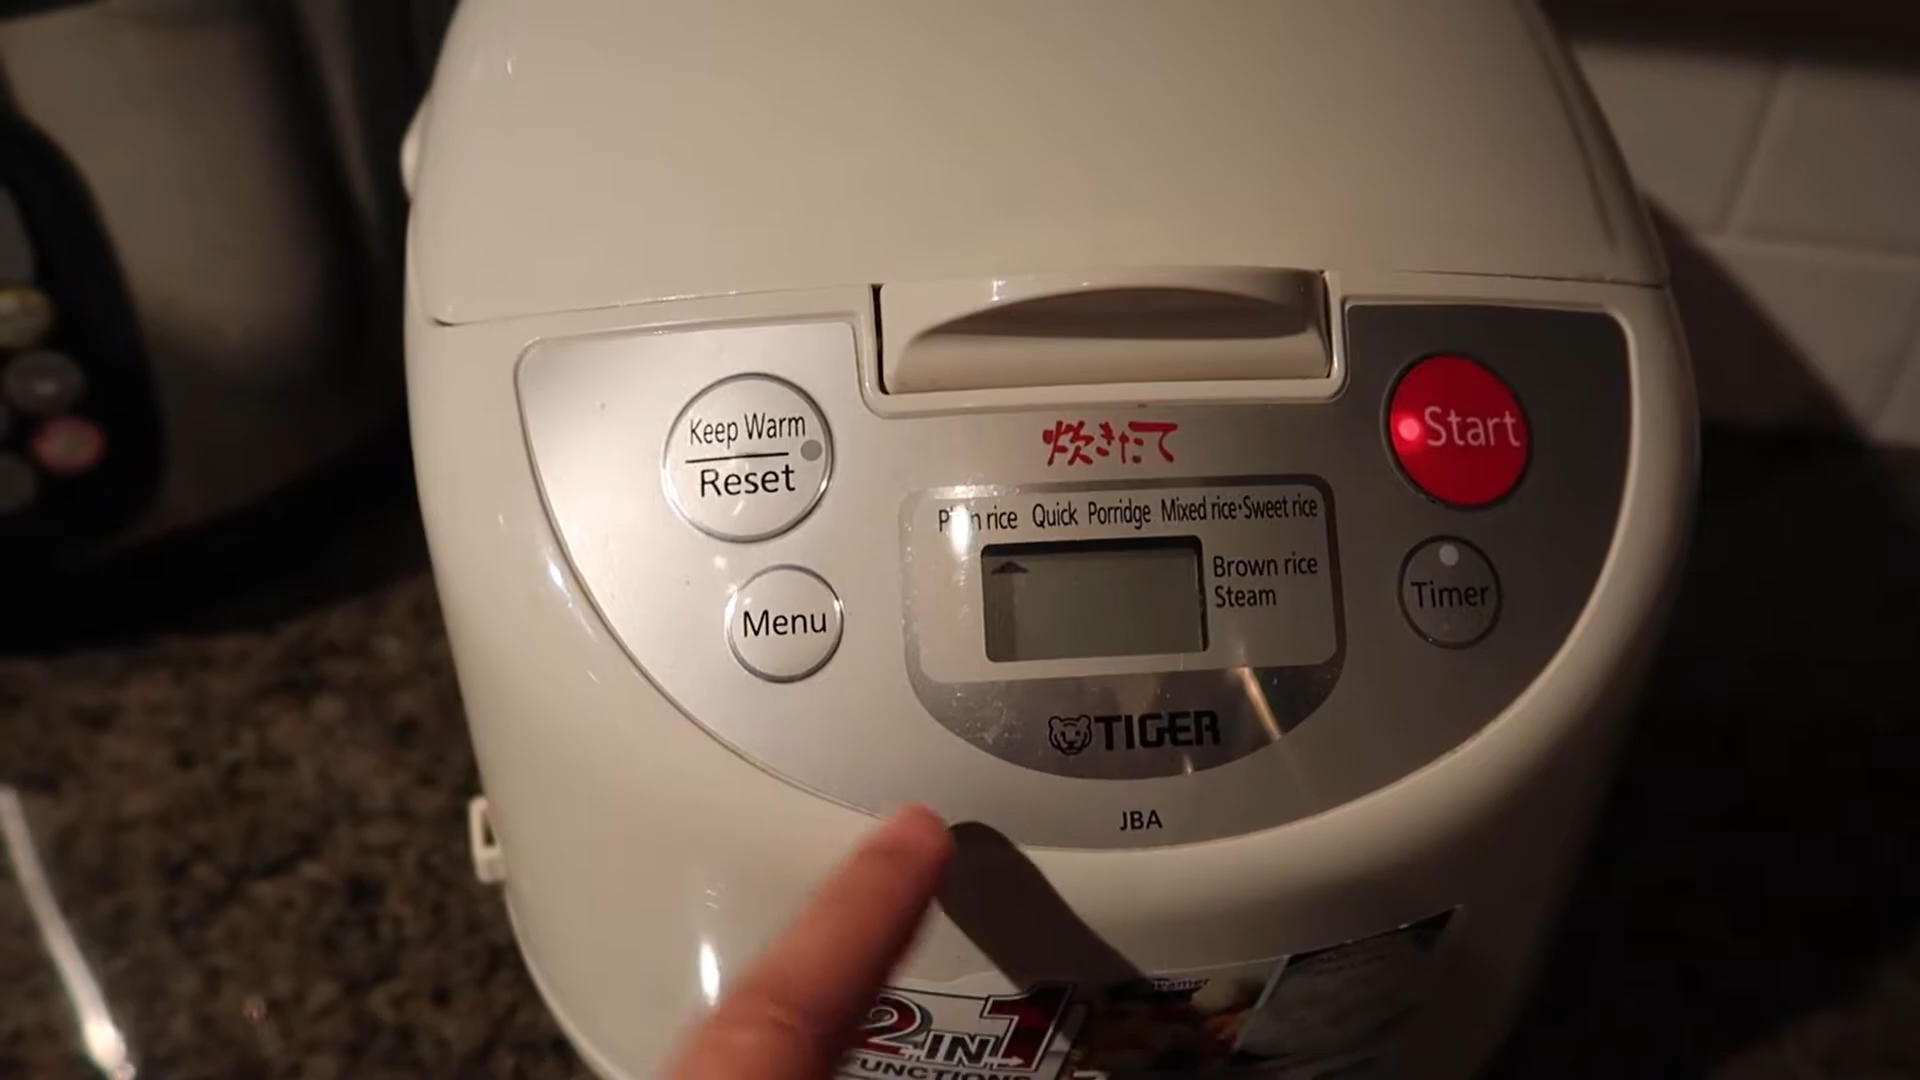 Keep Warm
Reset
Menu
炊きたて
Plain rice Quick Porridge Mixed rice•Sweet rice
Brown rice
Steam
Start
Timer
TIGER
JBA
2 IN 1
FUNCTIONS